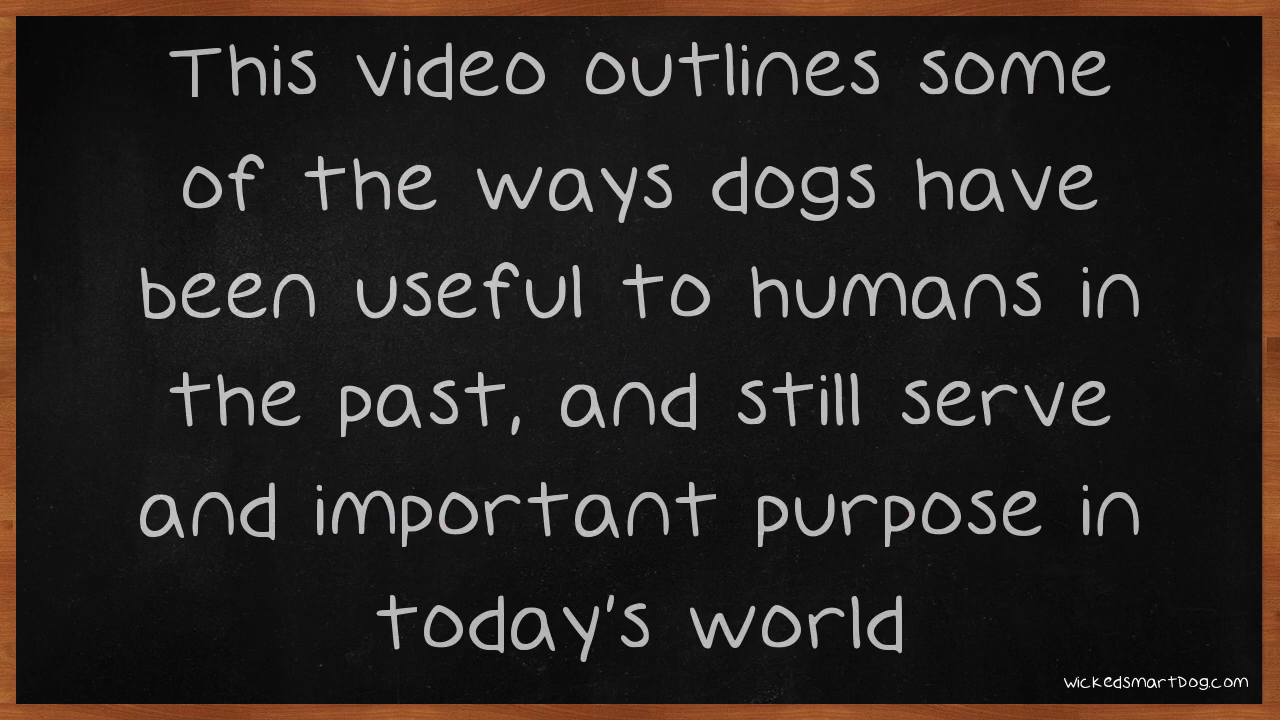 This video outlines some
of the ways dogs have
been useful to humans in
the past, and still serve
and important purpose in
today's world
wickedsmartDog.com